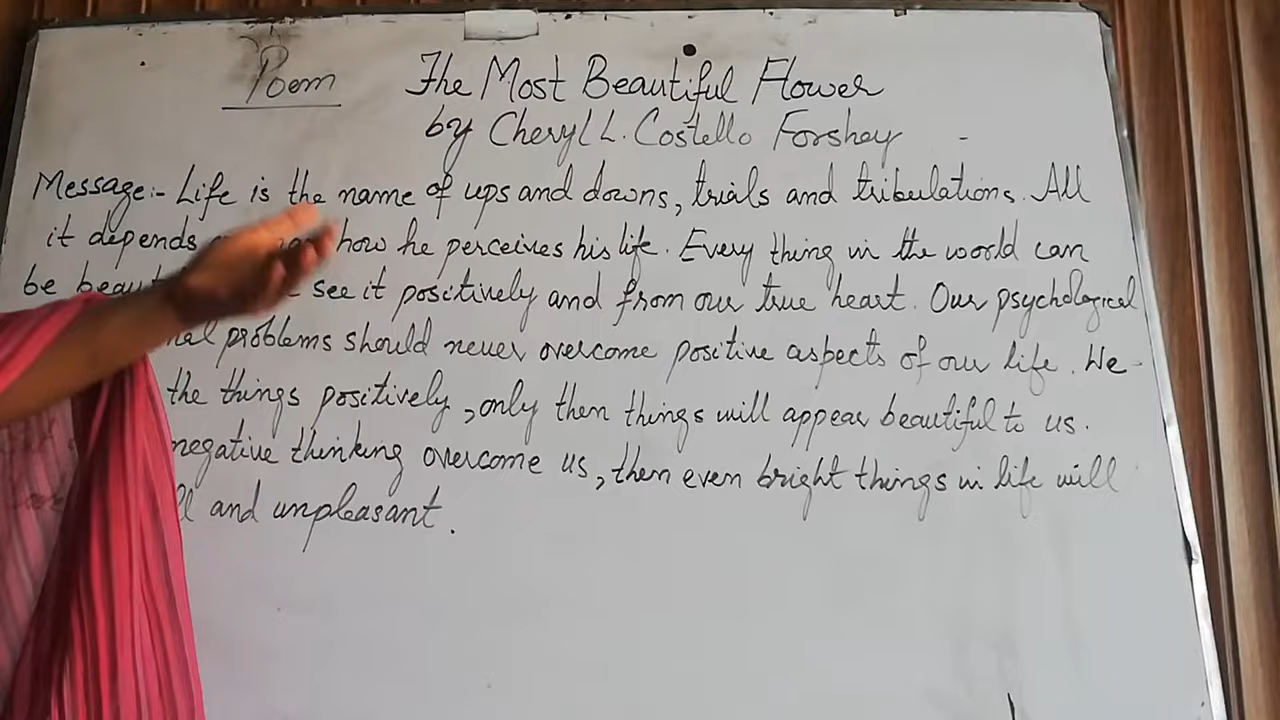 Poem The Most Beautiful Flower
by Cheryl L. Costello Forshey
Message:- Life is the name of ups and downs, trials and tribulations. All
it depends how he perceives his life. Every thing in the world can
be see it positively and from our true heart. Our psychological
problems should never overcome positive aspects of our life. We
the things positively, only then things will appear beautiful to us.
negative thinking overcome us, then even bright things in life will
and unpleasant.